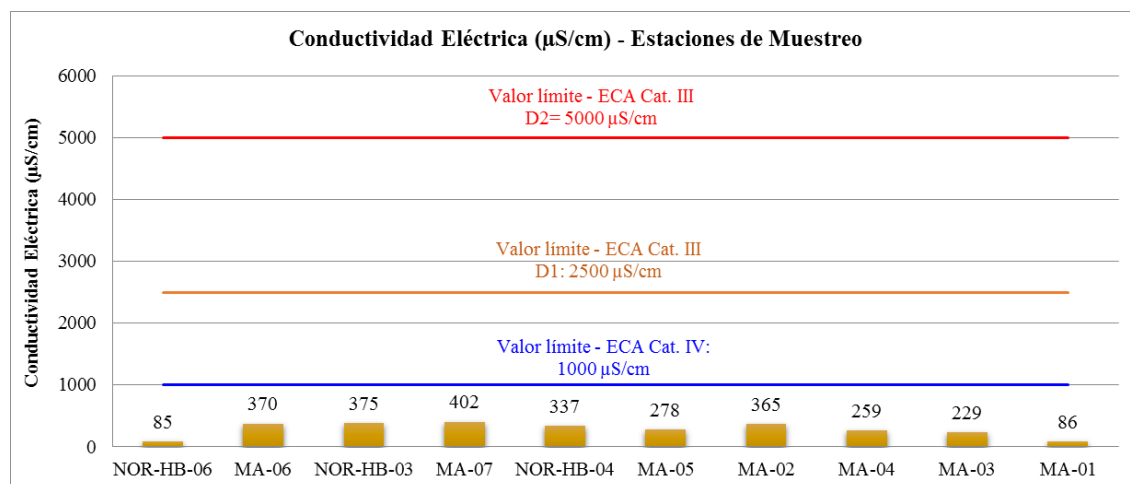 Conductividad Eléctrica (µS/cm) - Estaciones de Muestreo
Conductividad Eléctrica (µS/cm)
6000
5000
4000
3000
2000
1000
0
Valor límite - ECA Cat. III
D2= 5000 µS/cm
Valor límite - ECA Cat. III
D1: 2500 µS/cm
Valor límite - ECA Cat. IV:
1000 µS/cm
85 370 375 402 337 278 365 259 229 86
NOR-HB-06 MA-06 NOR-HB-03 MA-07 NOR-HB-04 MA-05 MA-02 MA-04 MA-03 MA-01